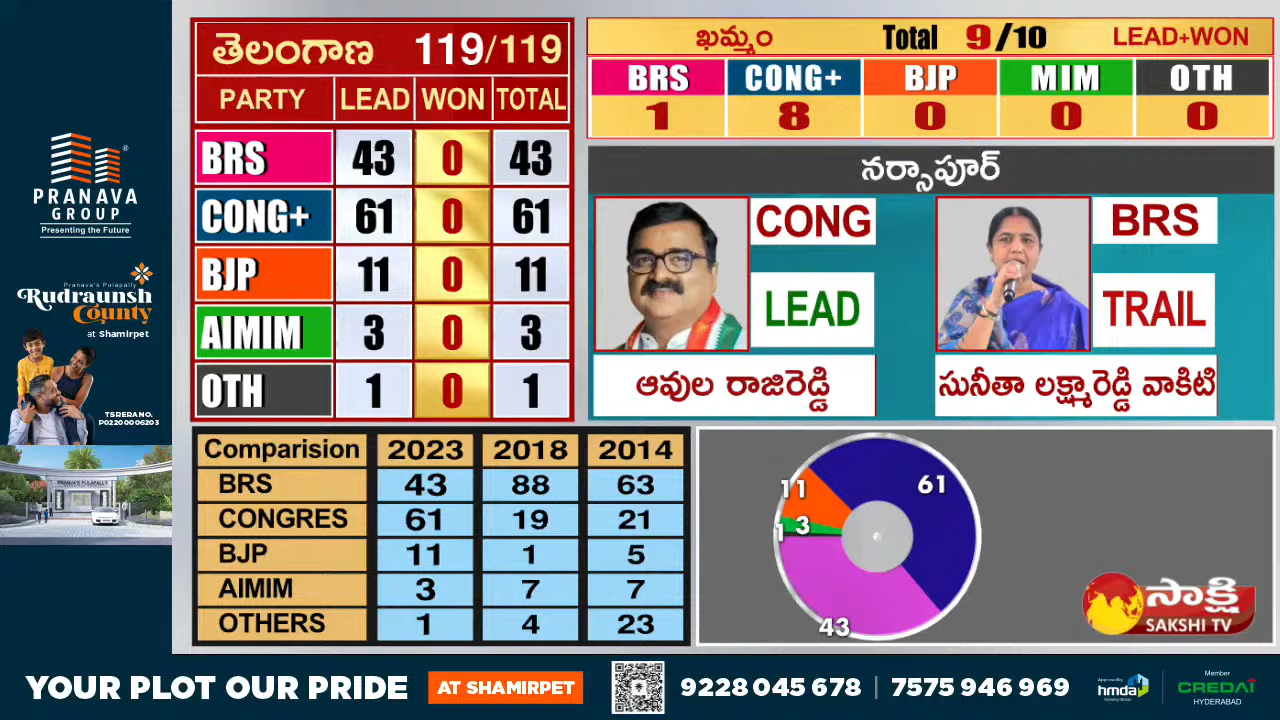 PRANAVA
GROUP
Presenting the Future
Pranava's Pulapally
Rudraunsh
County
at Shamirpet
TSRERA NO.
P02200006203
తెలంగాణ 119/119
PARTY LEAD WON TOTAL
BRS 43 0 43
CONG+ 61 0 61
BJP 11 0 11
AIMIM 3 0 3
OTH 1 0 1
ఖమ్మం Total 9/10 LEAD+WON
BRS CONG+ BJP MIM OTH
1 8 0 0 0
నర్సాపూర్
CONG
LEAD
ఆవుల రాజిరెడ్డి
BRS
TRAIL
సునీతా లక్ష్మారెడ్డి వాకిటి
Comparision 2023 2018 2014
BRS 43 88 63
CONGRES 61 19 21
BJP 11 1 5
AIMIM 3 7 7
OTHERS 1 4 23
61
11
3
1
43
సాక్షి
SAKSHI TV
YOUR PLOT OUR PRIDE AT SHAMIRPET 9228 045 678 | 7575 946 969
hmda
Member
CREDAI
HYDERABAD